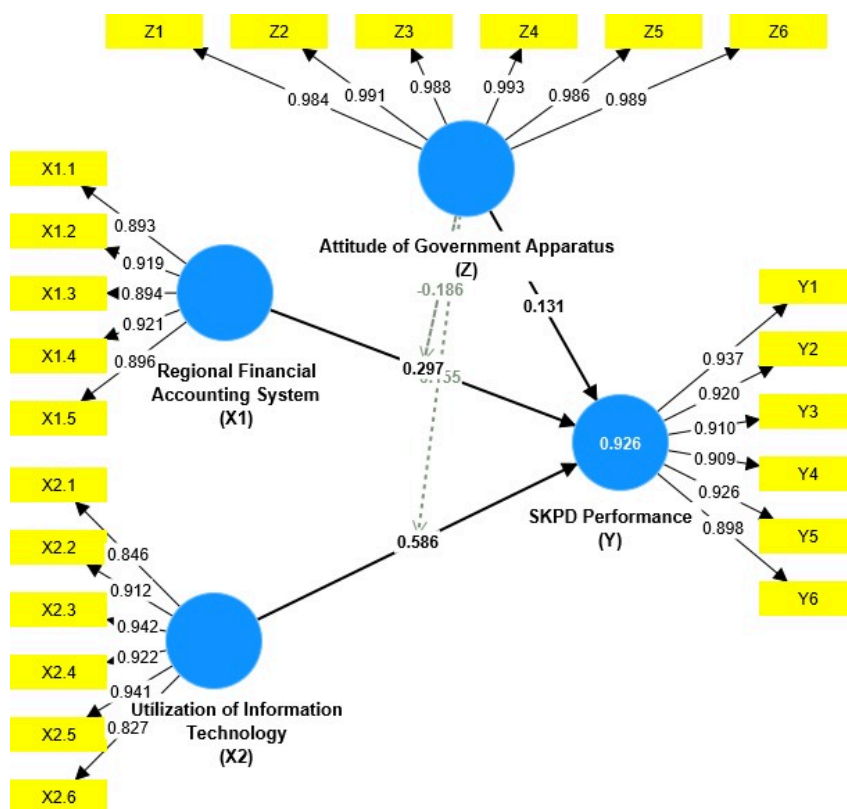 Z1
Z2
Z3
Z4
Z5
Z6
0.984
0.991
0.988
0.993
0.986
0.989
Attitude of Government Apparatus
(Z)
X1.1
X1.2
X1.3
X1.4
X1.5
0.893
0.919
0.894
0.921
0.896
Regional Financial
Accounting System
(X1)
-0.186
0.131
0.297
0.586
X2.1
X2.2
X2.3
X2.4
X2.5
X2.6
0.846
0.912
0.942
0.922
0.941
0.827
Utilization of Information
Technology
(X2)
0.926
SKPD Performance
(Y)
0.937
0.920
0.910
0.909
0.926
0.898
Y1
Y2
Y3
Y4
Y5
Y6